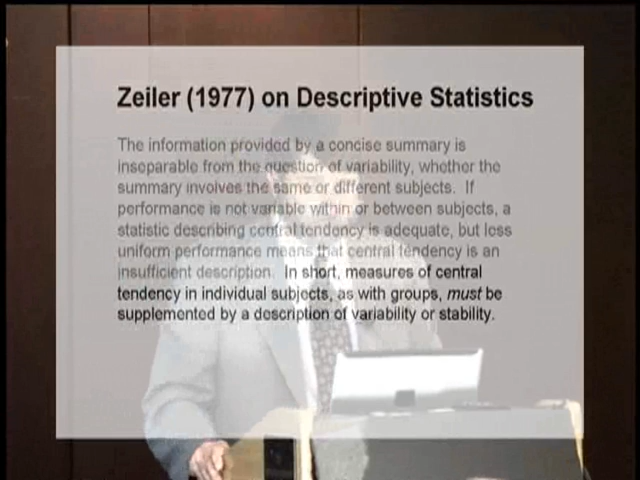 Zeiler (1977) on Descriptive Statistics
The information provided by a concise summary is
inseparable from the question of variability, whether the
summary involves the same or different subjects. If
performance is not variable within or between subjects, a
statistic describing central tendency is adequate, but less
uniform performance means that central tendency is an
insufficient description. In short, measures of central
tendency in individual subjects, as with groups, must be
supplemented by a description of variability or stability.